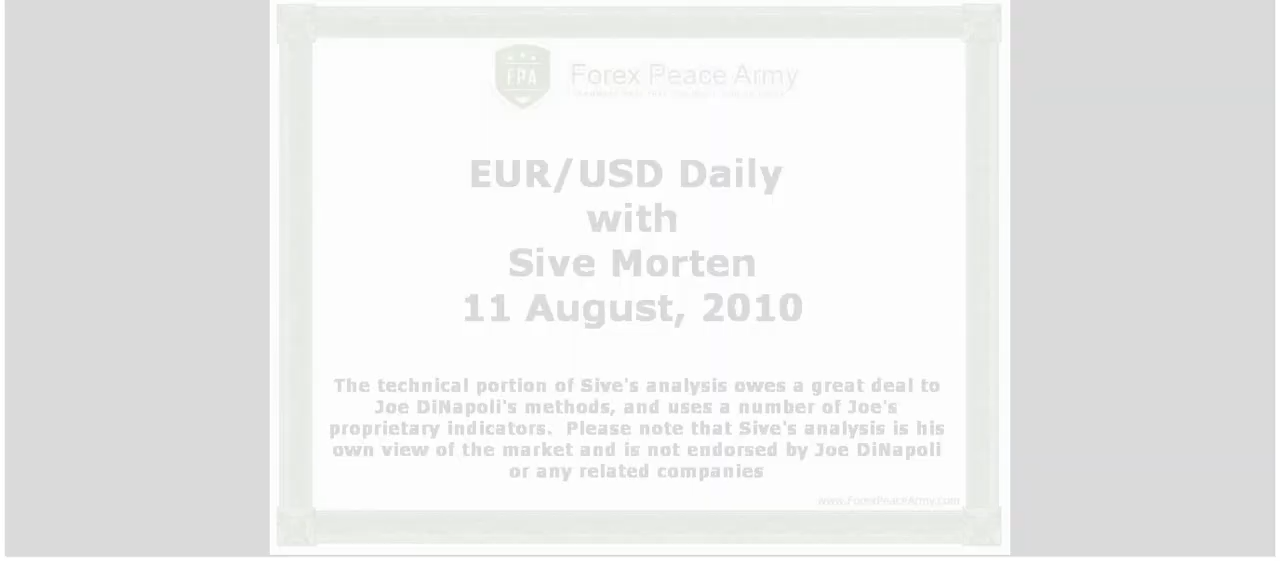 FPA
Forex Peace Army
EUR/USD Daily
with
Sive Morten
11 August, 2010
The technical portion of Sive's analysis owes a great deal to
Joe DiNapoli's methods, and uses a number of Joe's
proprietary indicators. Please note that Sive's analysis is his
own view of the market and is not endorsed by Joe DiNapoli
or any related companies
www.ForexPeaceArmy.com